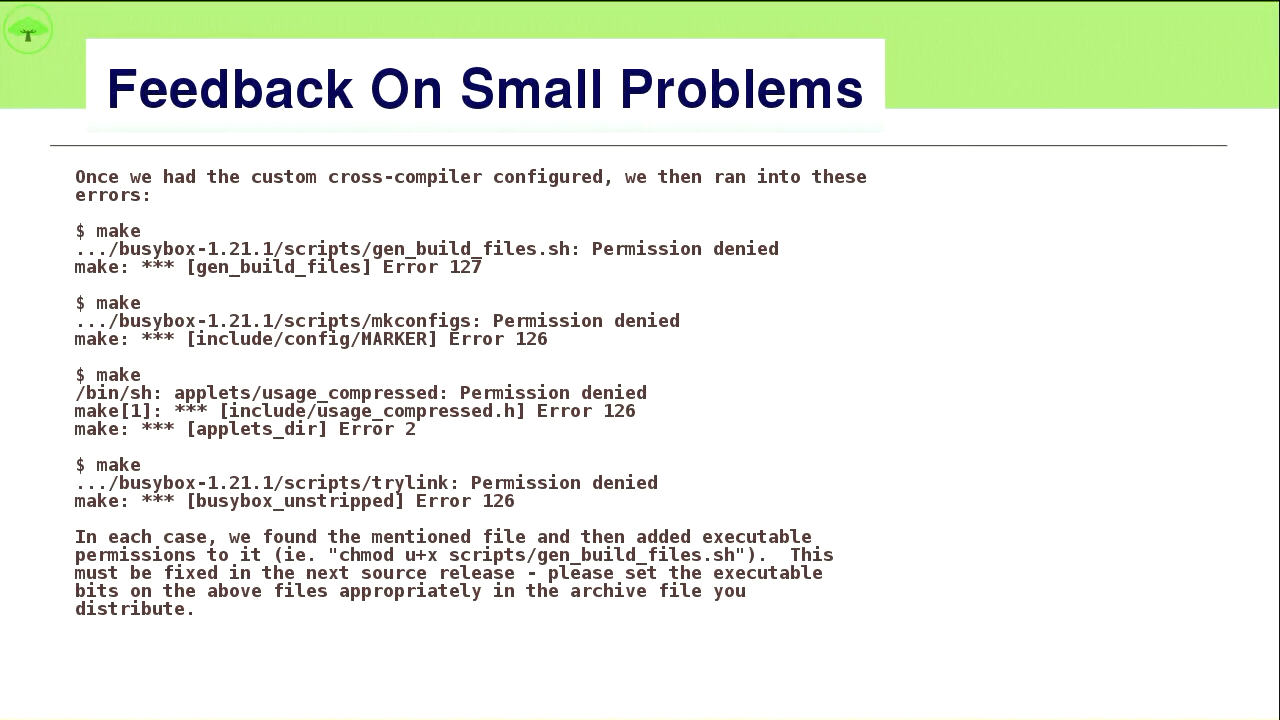 Feedback On Small Problems
Once we had the custom cross-compiler configured, we then ran into these
errors:
$ make
.../busybox-1.21.1/scripts/gen_build_files.sh: Permission denied
make: *** [gen_build_files] Error 127
$ make
.../busybox-1.21.1/scripts/mkconfigs: Permission denied
make: *** [include/config/MARKER] Error 126
$ make
/bin/sh: applets/usage_compressed: Permission denied
make[1]: *** [include/usage_compressed.h] Error 126
make: *** [applets_dir] Error 2
$ make
.../busybox-1.21.1/scripts/trylink: Permission denied
make: *** [busybox_unstripped] Error 126
In each case, we found the mentioned file and then added executable
permissions to it (ie. "chmod u+x scripts/gen_build_files.sh").  This
must be fixed in the next source release - please set the executable
bits on the above files appropriately in the archive file you
distribute.